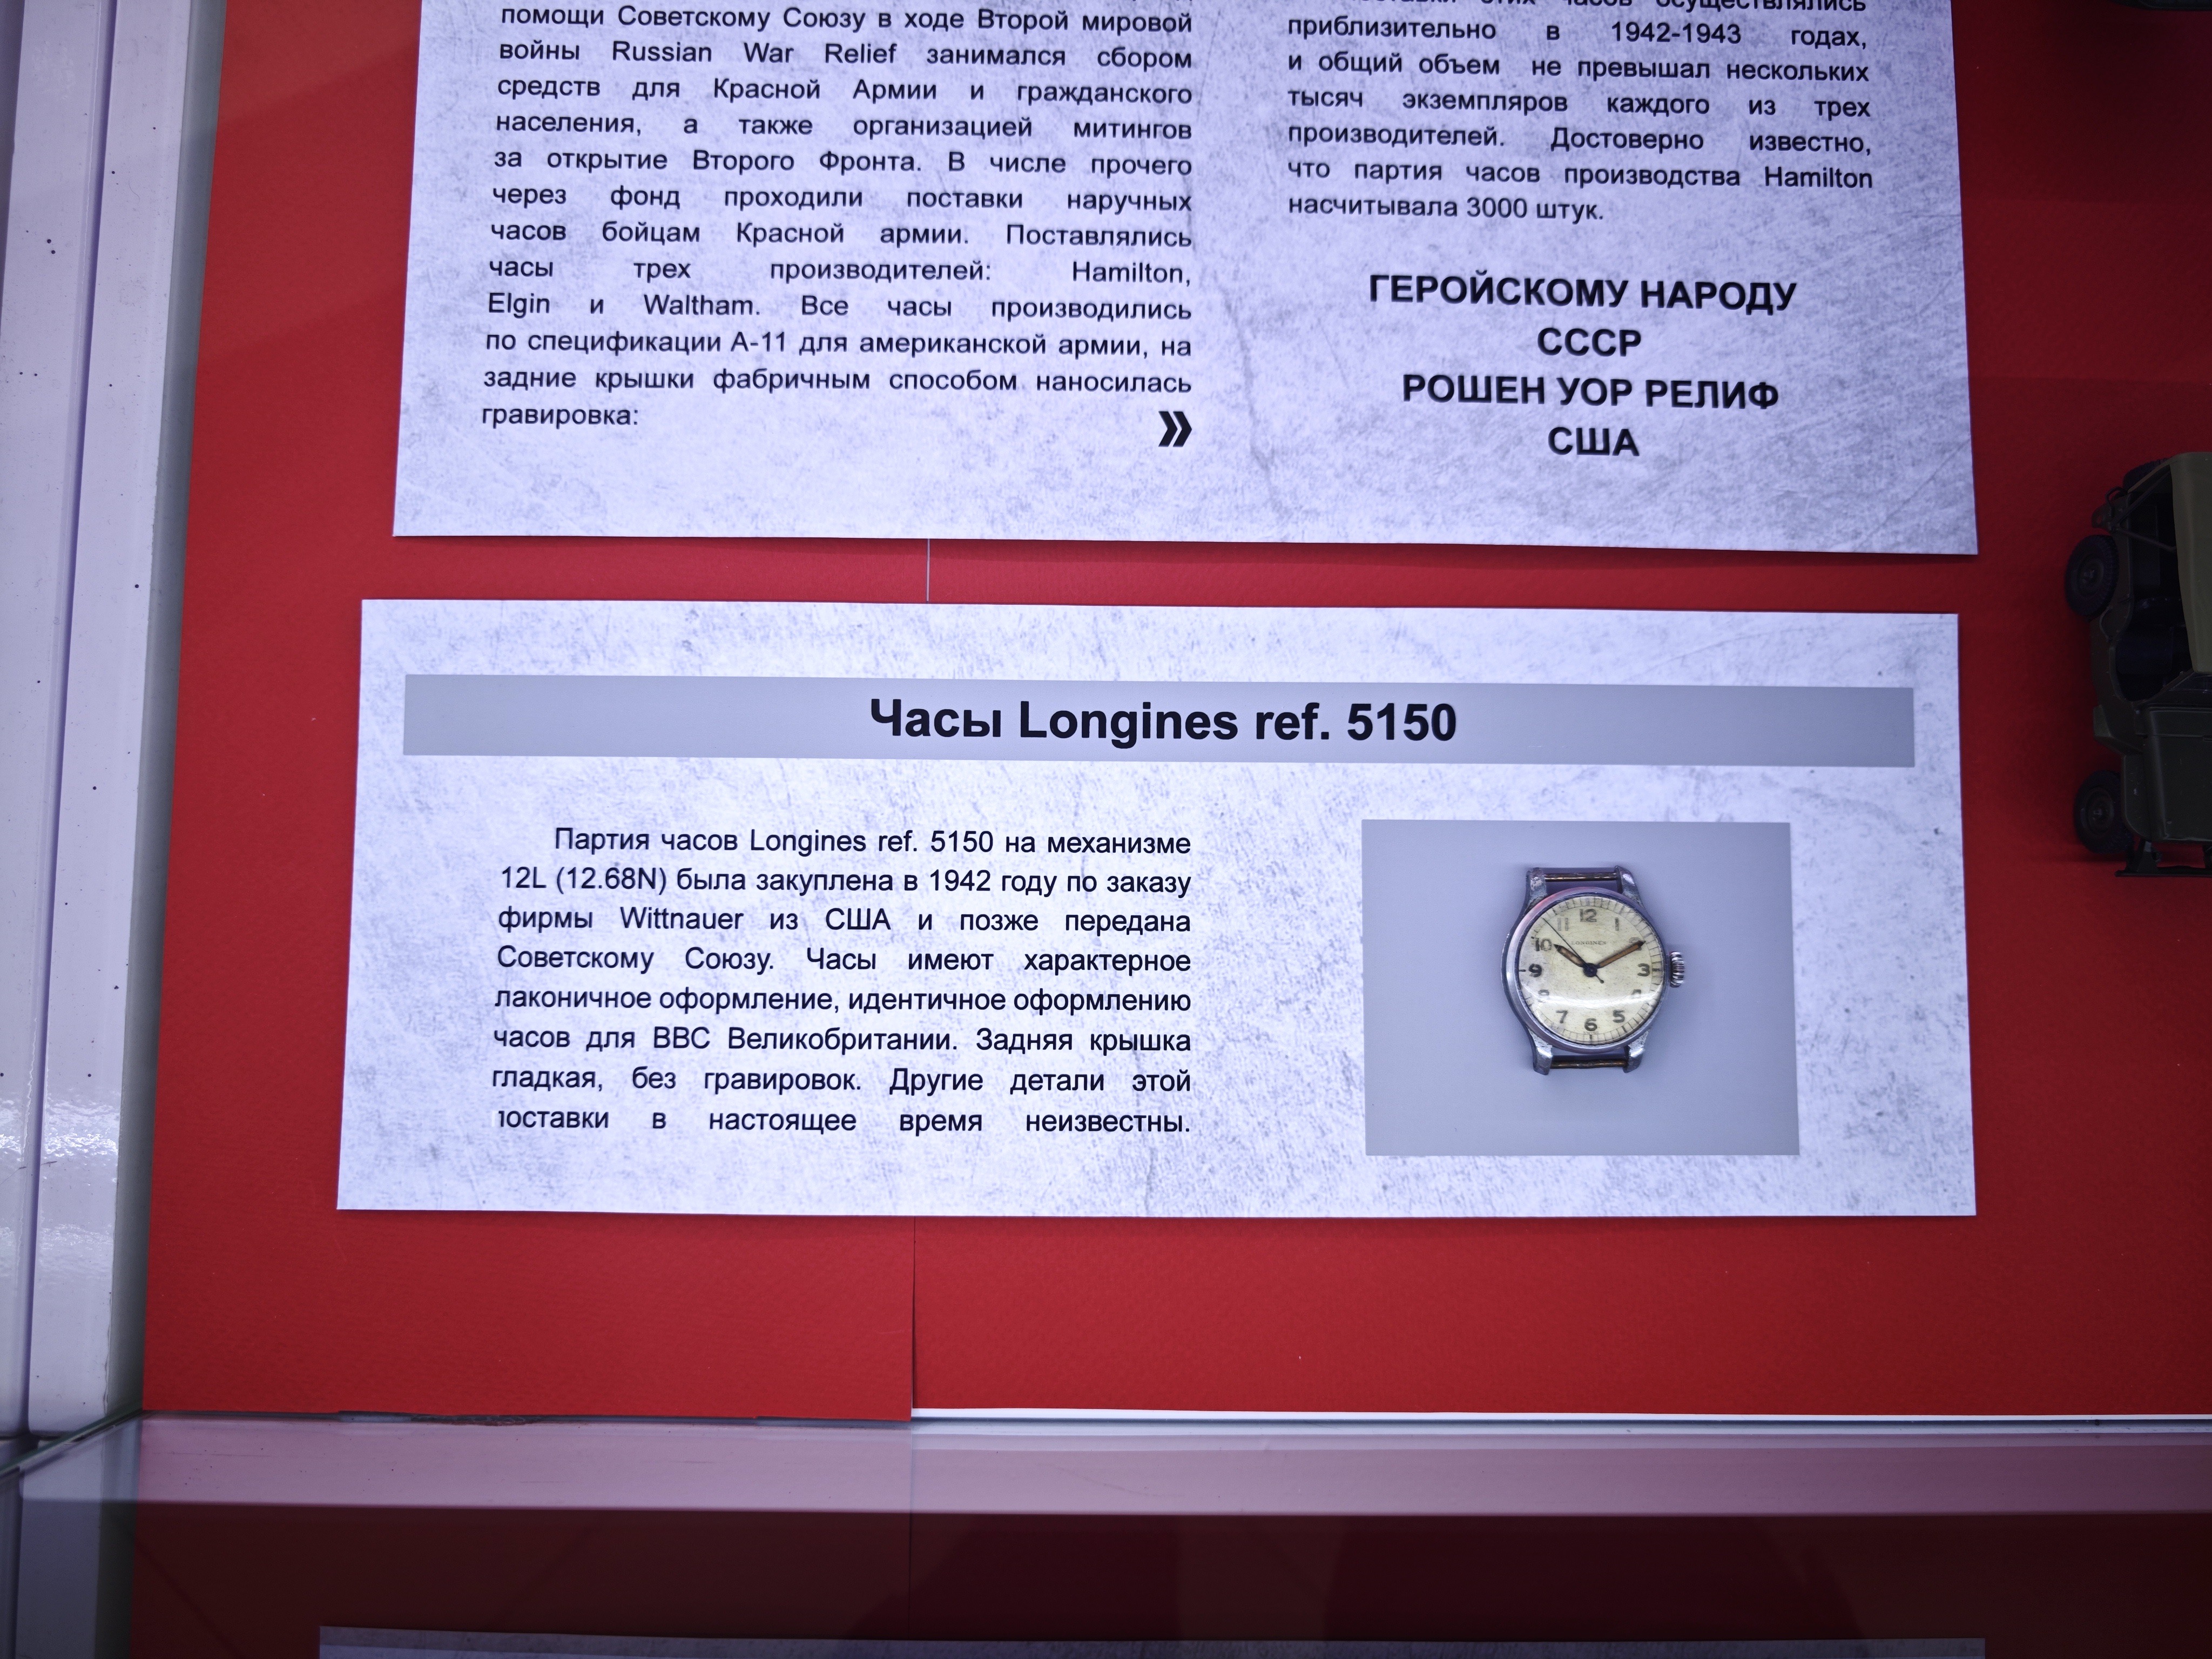 помощи Советскому Союзу в ходе Второй мировой
войны Russian War Relief занимался сбором
средств для Красной Армии и гражданского
населения, а также организацией митингов
за открытие Второго Фронта. В числе прочего
через фонд проходили поставки наручных
часов бойцам Красной армии. Поставлялись
часы трех производителей: Hamilton,
Elgin и Waltham. Все часы производились
по спецификации А-11 для американской армии, на
задние крышки фабричным способом наносилась
гравировка:
»
этих часов осуществлялись
приблизительно в 1942-1943 годах,
и общий объем не превышал нескольких
тысяч экземпляров каждого из трех
производителей. Достоверно известно,
что партия часов производства Hamilton
насчитывала 3000 штук.
ГЕРОЙСКОМУ НАРОДУ
СССР
РОШЕН УОР РЕЛИФ
США
Часы Longines ref. 5150
Партия часов Longines ref. 5150 на механизме
12L (12.68N) была закуплена в 1942 году по заказу
фирмы Wittnauer из США и позже передана
Советскому Союзу. Часы имеют характерное
лаконичное оформление, идентичное оформлению
часов для ВВС Великобритании. Задняя крышка
гладкая, без гравировок. Другие детали этой
поставки в настоящее время неизвестны.
LONGINES
12
11 1
10
9 3
8 4
7 5
6